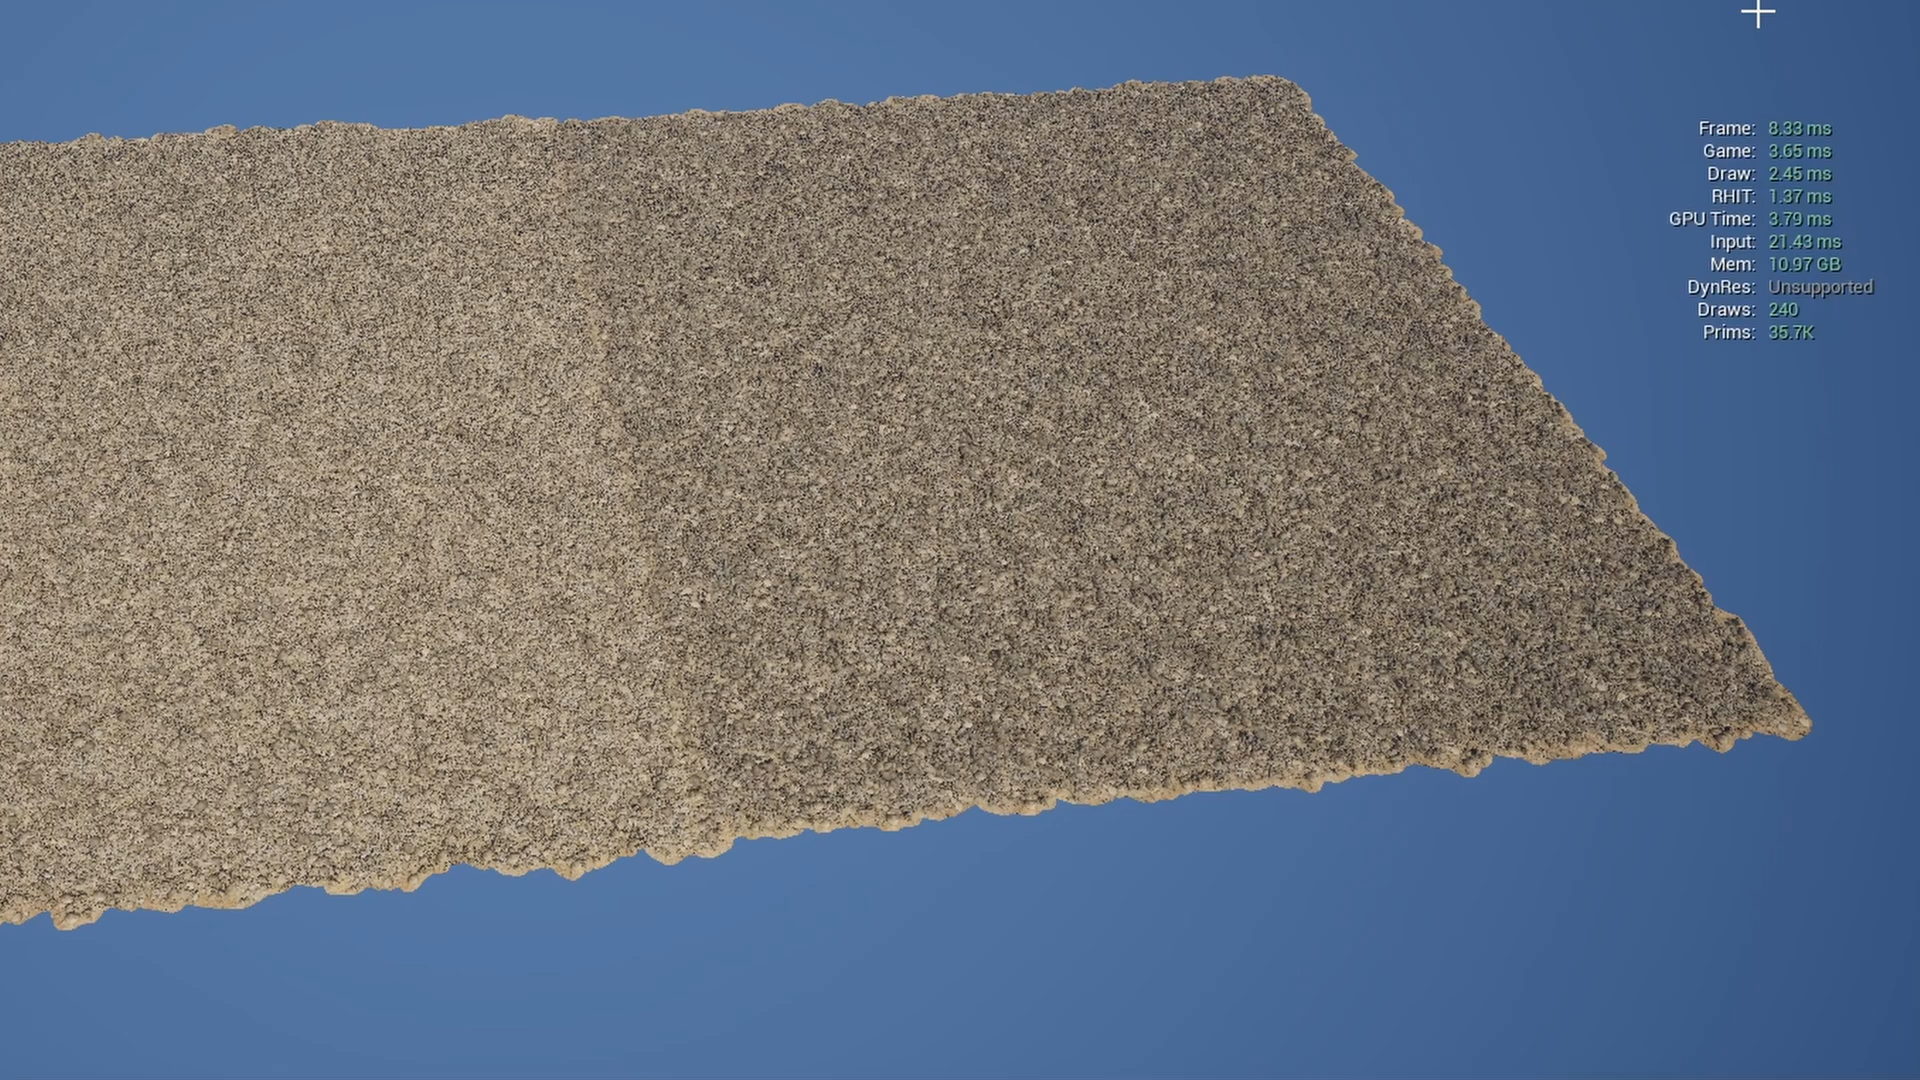 Frame: 8.33 ms
Game: 3.65 ms
Draw: 2.45 ms
RHIT: 1.37 ms
GPU Time: 3.79 ms
Input: 21.43 ms
Mem: 10.97 GB
DynRes: Unsupported
Draws: 240
Prims: 35.7K